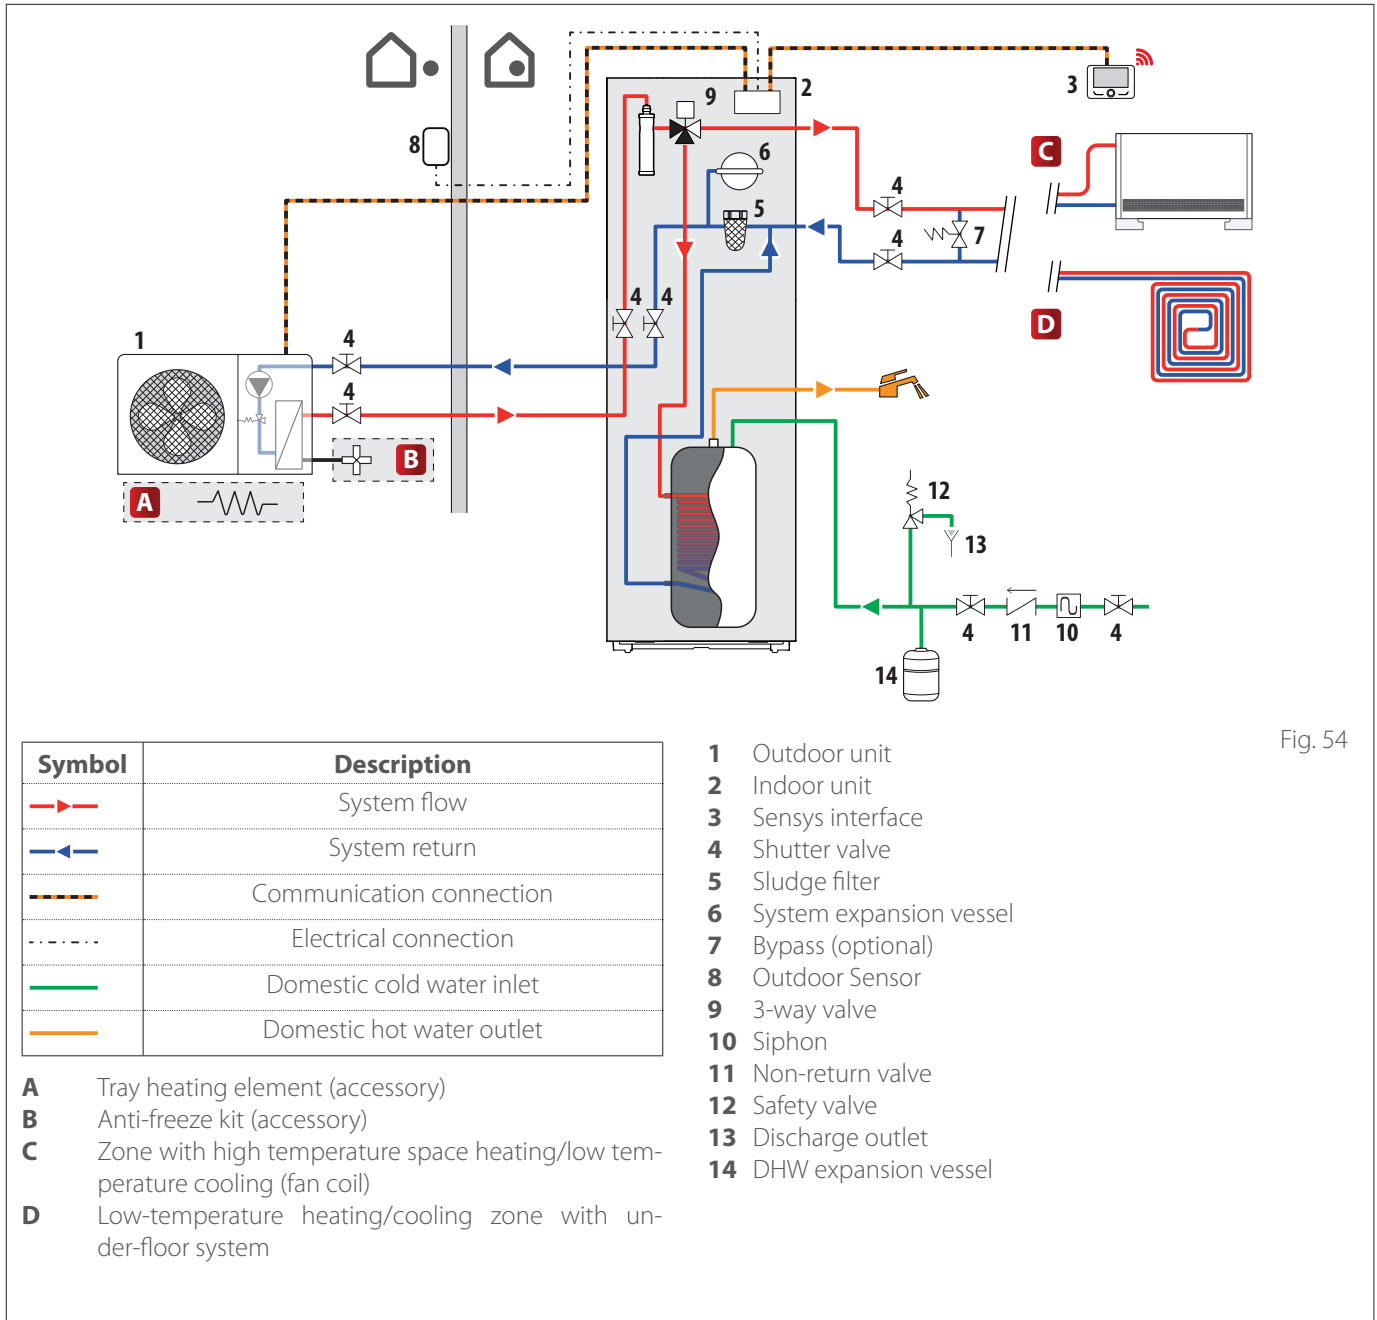 2
9
3
8
6
C
4
5
4
7
4
4
D
1
4
4
B
A
12
13
4
11
10
4
14
Fig. 54
Symbol Description
System flow
System return
Communication connection
Electrical connection
Domestic cold water inlet
Domestic hot water outlet
A Tray heating element (accessory)
B Anti-freeze kit (accessory)
C Zone with high temperature space heating/low tem-
perature cooling (fan coil)
D Low-temperature heating/cooling zone with un-
der-floor system
1 Outdoor unit
2 Indoor unit
3 Sensys interface
4 Shutter valve
5 Sludge filter
6 System expansion vessel
7 Bypass (optional)
8 Outdoor Sensor
9 3-way valve
10 Siphon
11 Non-return valve
12 Safety valve
13 Discharge outlet
14 DHW expansion vessel